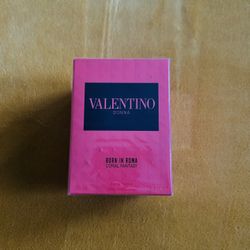 VALENTINO
DONNA
BORN IN ROMA
CORAL FANTASY